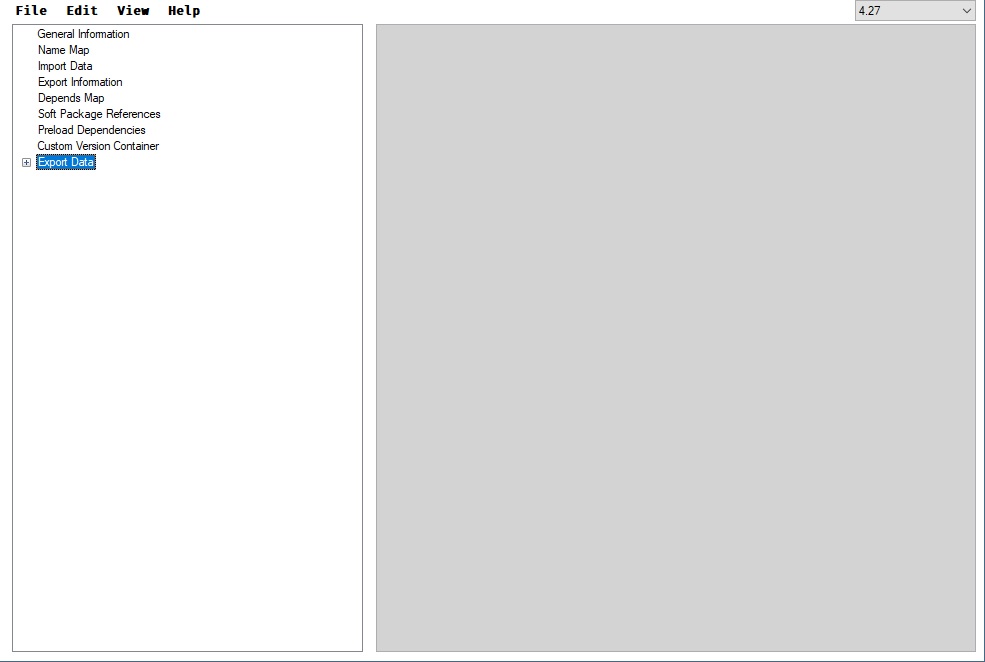 File Edit View Help 4.27
General Information
Name Map
Import Data
Export Information
Depends Map
Soft Package References
Preload Dependencies
Custom Version Container
Export Data